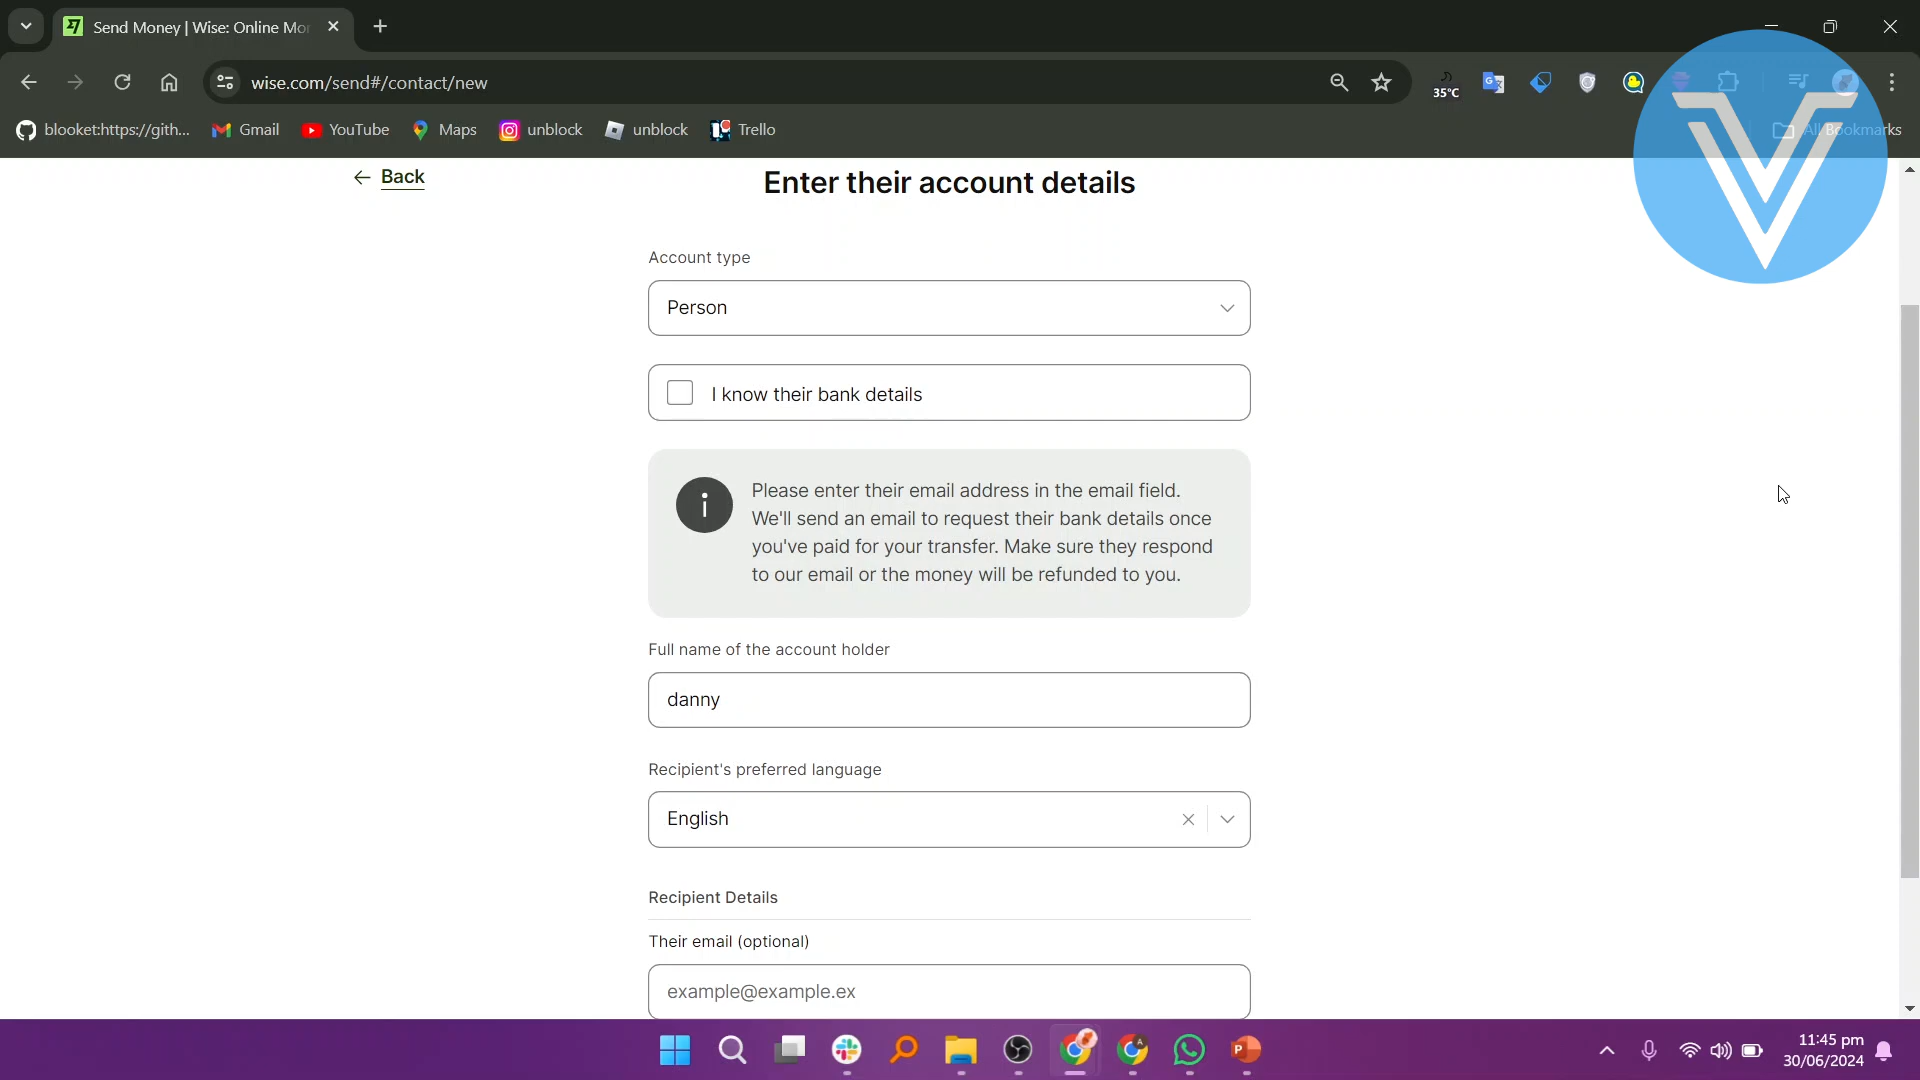 Send Money | Wise: Online Mo
wise.com/send#/contact/new
35°C
blooket:https://gith...
Gmail
YouTube
Maps
unblock
unblock
Trello
All Bookmarks
Back
Enter their account details
Account type
Person
I know their bank details
Please enter their email address in the email field.
We'll send an email to request their bank details once
you've paid for your transfer. Make sure they respond
to our email or the money will be refunded to you.
Full name of the account holder
danny
Recipient's preferred language
English
Recipient Details
Their email (optional)
example@example.ex
11:45 pm
30/06/2024